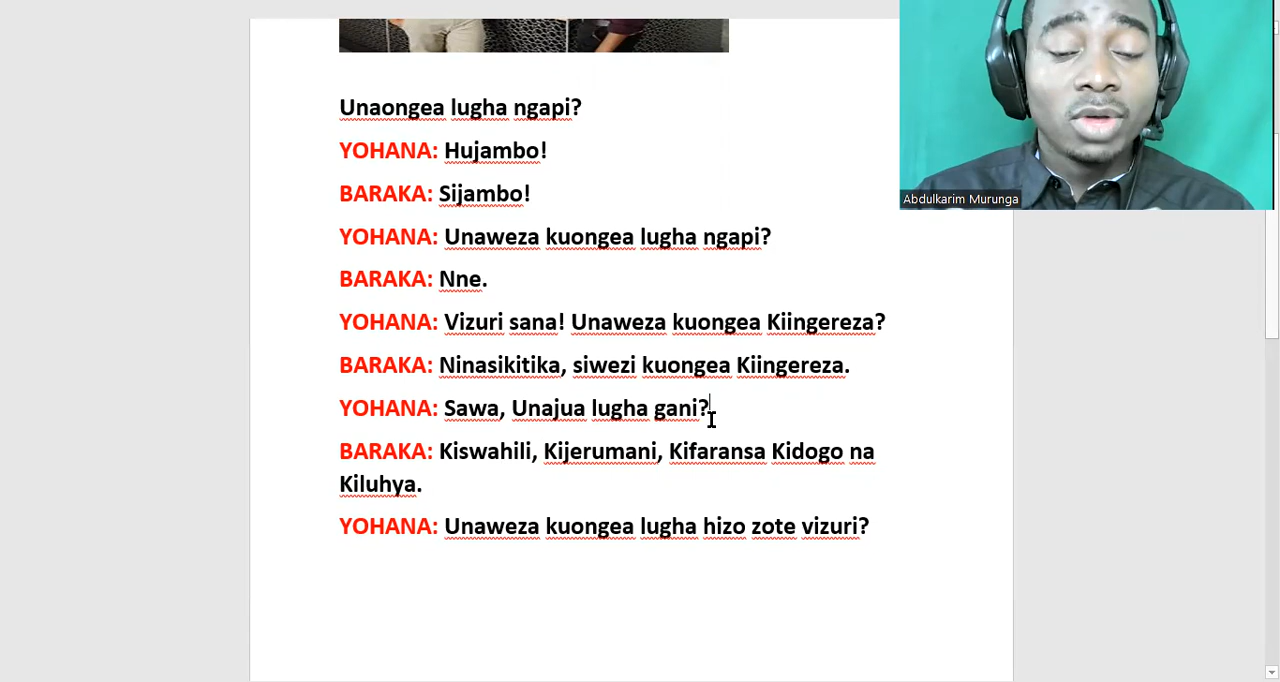 Unaongea lugha ngapi?
YOHANA: Hujambo!
BARAKA: Sijambo!
YOHANA: Unaweza kuongea lugha ngapi?
BARAKA: Nne.
YOHANA: Vizuri sana! Unaweza kuongea Kiingereza?
BARAKA: Ninasikitika, siwezi kuongea Kiingereza.
YOHANA: Sawa, Unajua lugha gani?
BARAKA: Kiswahili, Kijerumani, Kifaransa Kidogo na
Kiluhya.
YOHANA: Unaweza kuongea lugha hizo zote vizuri?
Abdulkarim Murunga